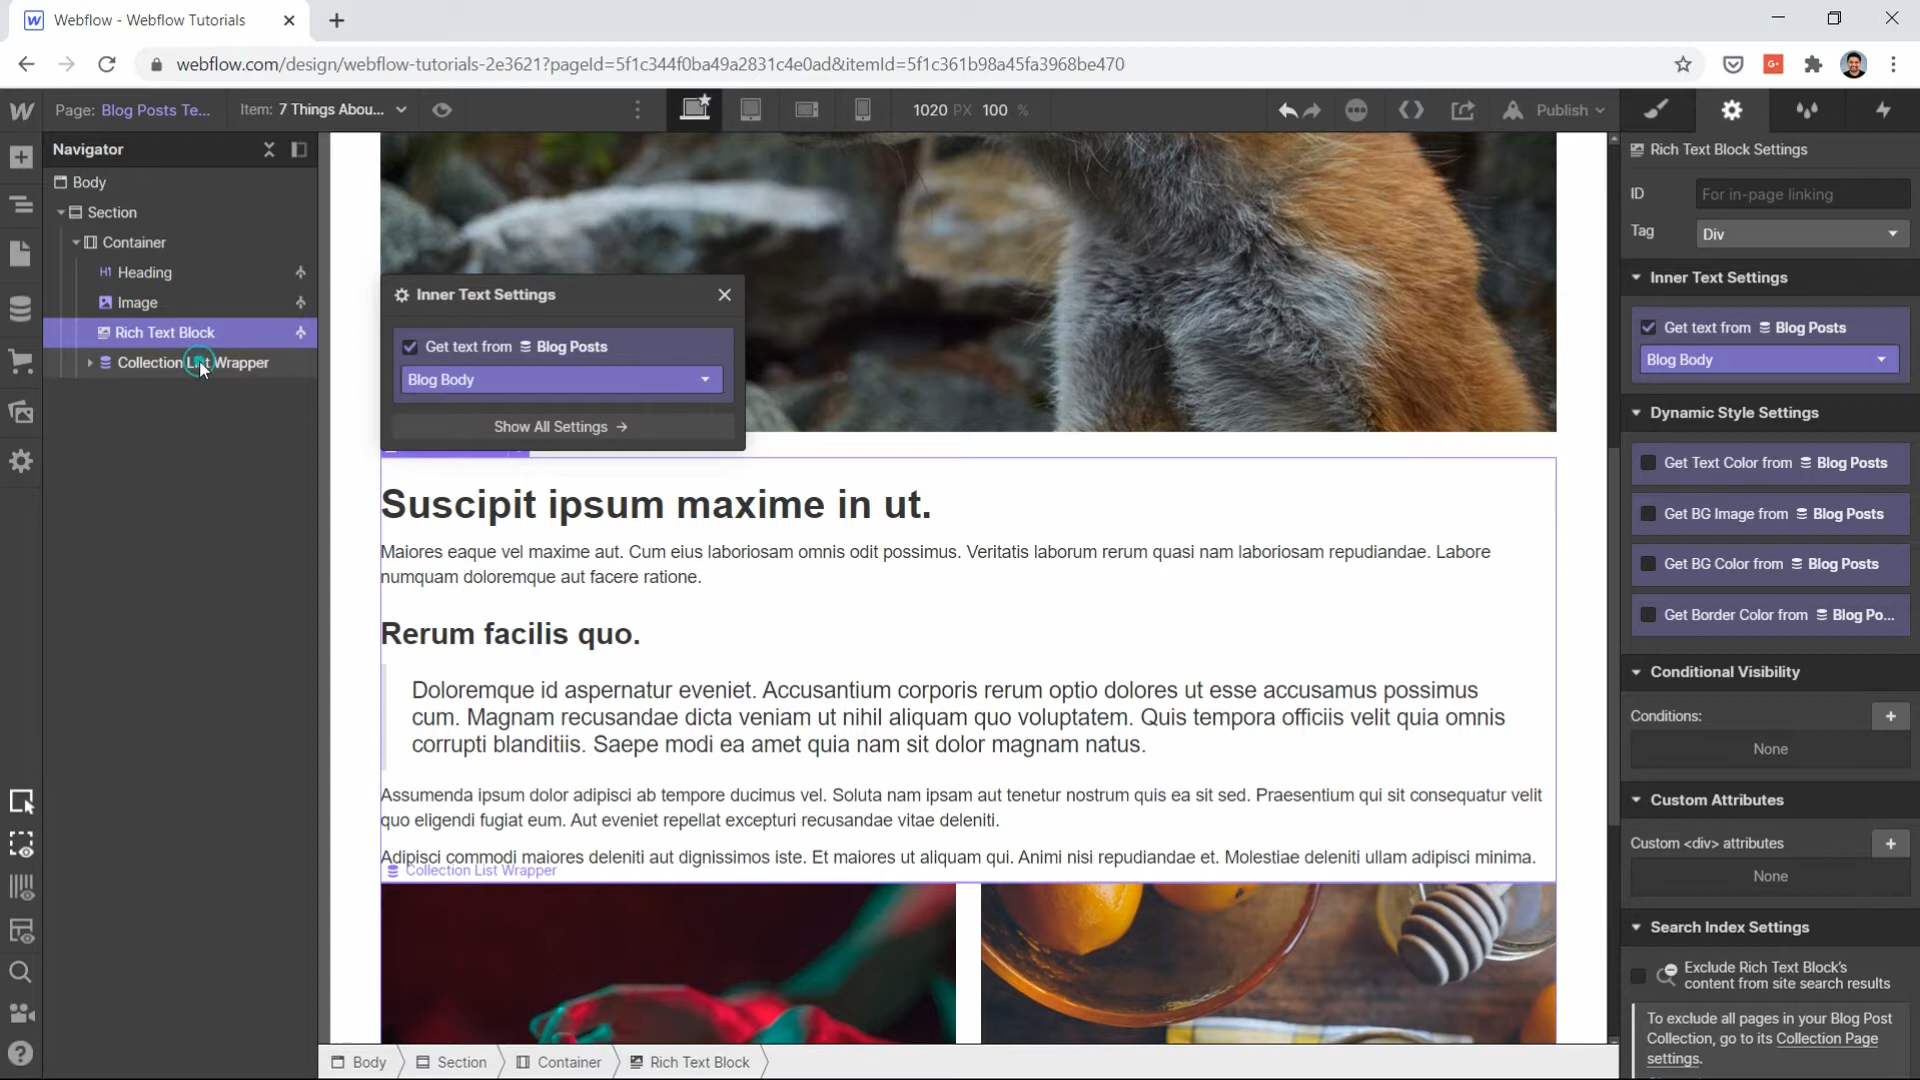 Webflow - Webflow Tutorials
webflow.com/design/webflow-tutorials-2e3621?pageId=5f1c344f0ba49a2831c4e0ad&itemId=5f1c361b98a45fa3968be470
Page: Blog Posts Te... Item: 7 Things Abou... 1020 PX 100 % Publish
Navigator
Body
Section
Container
H1 Heading
Image
Rich Text Block
Collection List Wrapper
Inner Text Settings
Get text from Blog Posts
Blog Body
Show All Settings
Suscipit ipsum maxime in ut.
Maiores eaque vel maxime aut. Cum eius laboriosam omnis odit possimus. Veritatis laborum rerum quasi nam laboriosam repudiandae. Labore
numquam doloremque aut facere ratione.
Rerum facilis quo.
Doloremque id aspernatur eveniet. Accusantium corporis rerum optio dolores ut esse accusamus possimus
cum. Magnam recusandae dicta veniam ut nihil aliquam quo voluptatem. Quis tempora officiis velit quia omnis
corrupti blanditiis. Saepe modi ea amet quia nam sit dolor magnam natus.
Assumenda ipsum dolor adipisci ab tempore ducimus vel. Soluta nam ipsam aut tenetur nostrum quis ea sit sed. Praesentium qui sit consequatur velit
quo eligendi fugiat eum. Aut eveniet repellat excepturi recusandae vitae deleniti.
Adipisci commodi maiores deleniti aut dignissimos iste. Et maiores ut aliquam qui. Animi nisi repudiandae et. Molestiae deleniti ullam adipisci minima.
Collection List Wrapper
Body Section Container Rich Text Block
Rich Text Block Settings
ID For in-page linking
Tag Div
Inner Text Settings
Get text from Blog Posts
Blog Body
Dynamic Style Settings
Get Text Color from Blog Posts
Get BG Image from Blog Posts
Get BG Color from Blog Posts
Get Border Color from Blog Po...
Conditional Visibility
Conditions:
None
Custom Attributes
Custom <div> attributes
None
Search Index Settings
Exclude Rich Text Block's
content from site search results
To exclude all pages in your Blog Post
Collection, go to its Collection Page
settings.